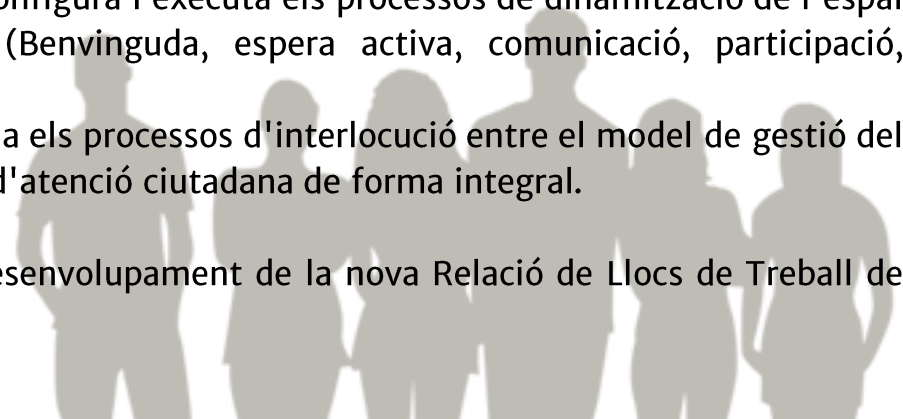 onfigura i executa els processos de dinamització de l'espai
(Benvinguda, espera activa, comunicació, participació,
a els processos d'interlocució entre el model de gestió del
d'atenció ciutadana de forma integral.
esenvolupament de la nova Relació de Llocs de Treball de